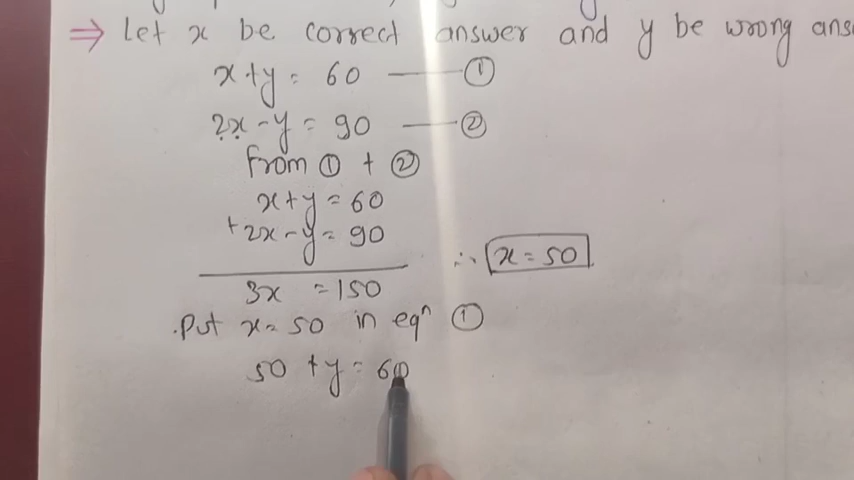 ⇒ Let x be correct answer and y be wrong ans
x+y = 60 — ①
2x-y = 90 — ②
From ① + ②
x+y = 60
+2x-y = 90
3x = 150
∴ x = 50
Put x = 50 in eqn ①
50 + y = 60